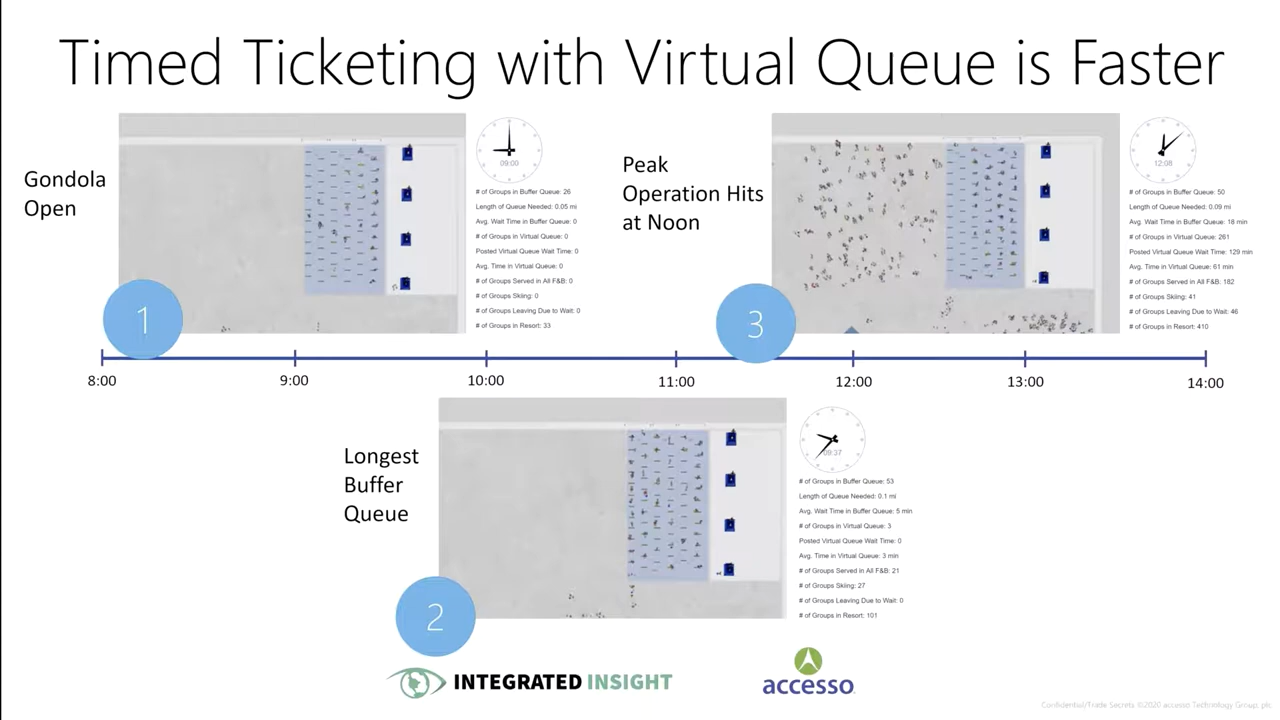 Timed Ticketing with Virtual Queue is Faster
Gondola
Open
09:00
# of Groups in Buffer Queue: 26
Length of Queue Needed: 0.05 mi
Avg. Wait Time in Buffer Queue: 0
# of Groups in Virtual Queue: 0
Posted Virtual Queue Wait Time: 0
Avg. Time in Virtual Queue: 0
# of Groups Served in All F&B: 0
# of Groups Skiing: 0
# of Groups Leaving Due to Wait: 0
# of Groups in Resort: 33
1
Peak
Operation Hits
at Noon
12:08
# of Groups in Buffer Queue: 50
Length of Queue Needed: 0.09 mi
Avg. Wait Time in Buffer Queue: 18 min
# of Groups in Virtual Queue: 261
Posted Virtual Queue Wait Time: 129 min
Avg. Time in Virtual Queue: 61 min
# of Groups Served in All F&B: 182
# of Groups Skiing: 41
# of Groups Leaving Due to Wait: 46
# of Groups in Resort: 410
3
8:00 9:00 10:00 11:00 12:00 13:00 14:00
Longest
Buffer
Queue
09:37
# of Groups in Buffer Queue: 53
Length of Queue Needed: 0.1 mi
Avg. Wait Time in Buffer Queue: 5 min
# of Groups in Virtual Queue: 3
Posted Virtual Queue Wait Time: 0
Avg. Time in Virtual Queue: 3 min
# of Groups Served in All F&B: 21
# of Groups Skiing: 27
# of Groups Leaving Due to Wait: 0
# of Groups in Resort: 101
2
INTEGRATED INSIGHT
accesso
Confidential/Trade Secrets ©2020 accesso Technology Group, plc